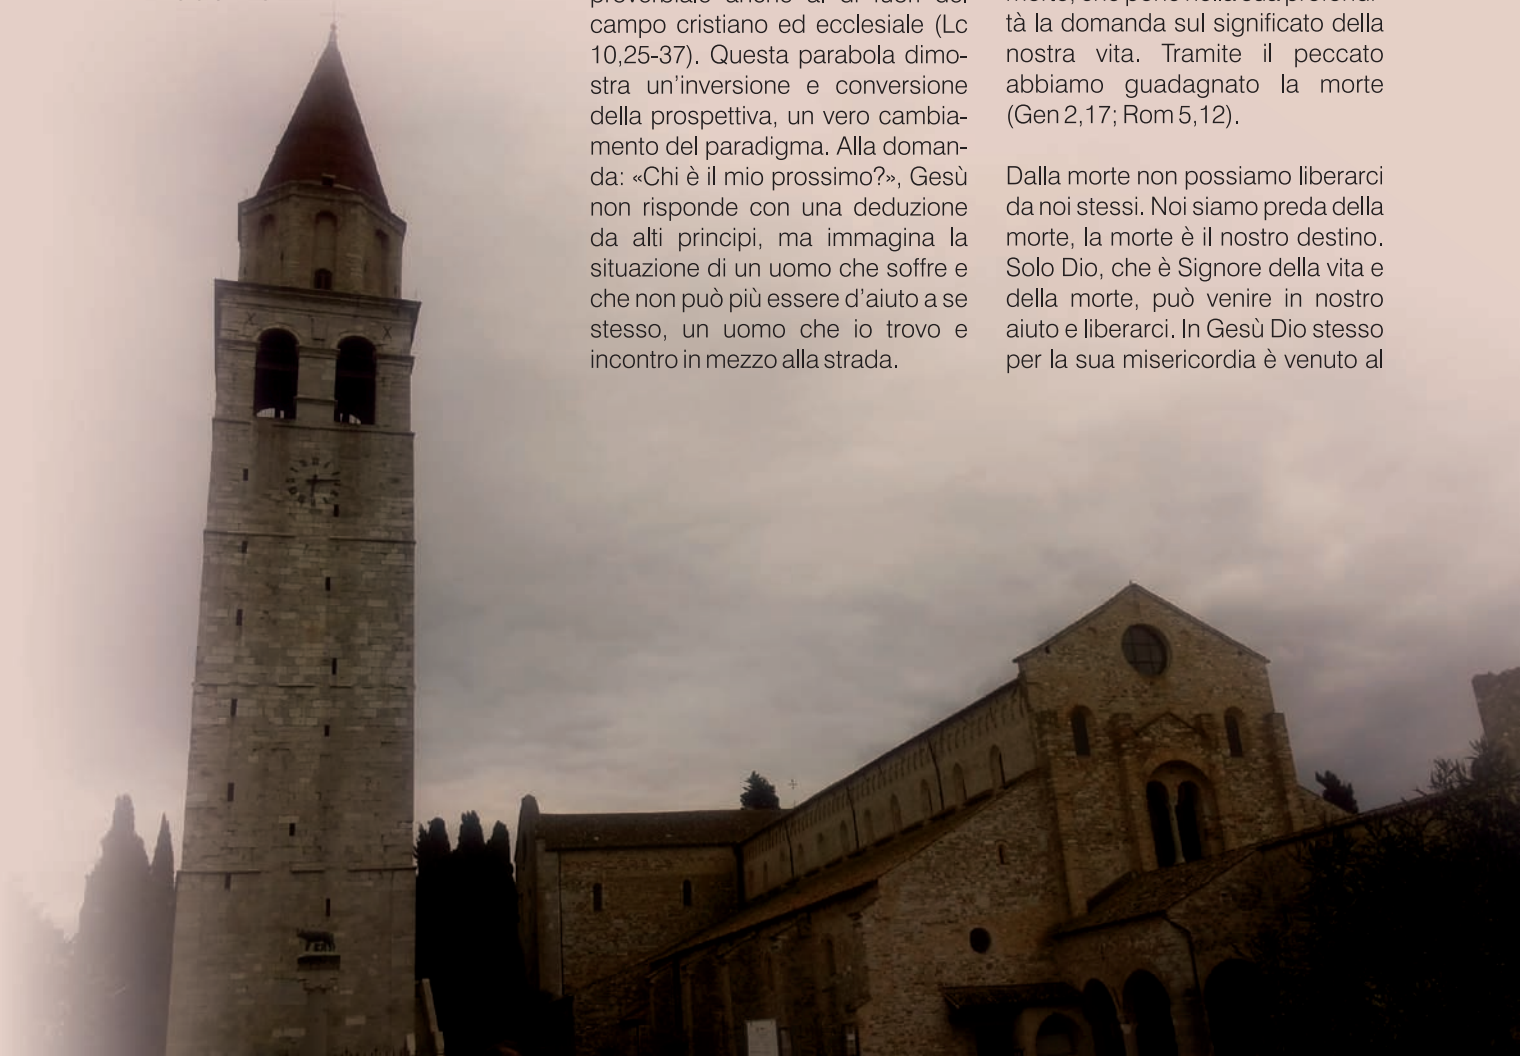 campo cristiano ed ecclesiale (Lc
10,25-37). Questa parabola dimo-
stra un’inversione e conversione
della prospettiva, un vero cambia-
mento del paradigma. Alla doman-
da: «Chi è il mio prossimo?», Gesù
non risponde con una deduzione
da alti principi, ma immagina la
situazione di un uomo che soffre e
che non può più essere d’aiuto a se
stesso, un uomo che io trovo e
incontro in mezzo alla strada.
tà la domanda sul significato della
nostra vita. Tramite il peccato
abbiamo guadagnato la morte
(Gen 2,17; Rom 5,12).
Dalla morte non possiamo liberarci
da noi stessi. Noi siamo preda della
morte, la morte è il nostro destino.
Solo Dio, che è Signore della vita e
della morte, può venire in nostro
aiuto e liberarci. In Gesù Dio stesso
per la sua misericordia è venuto al